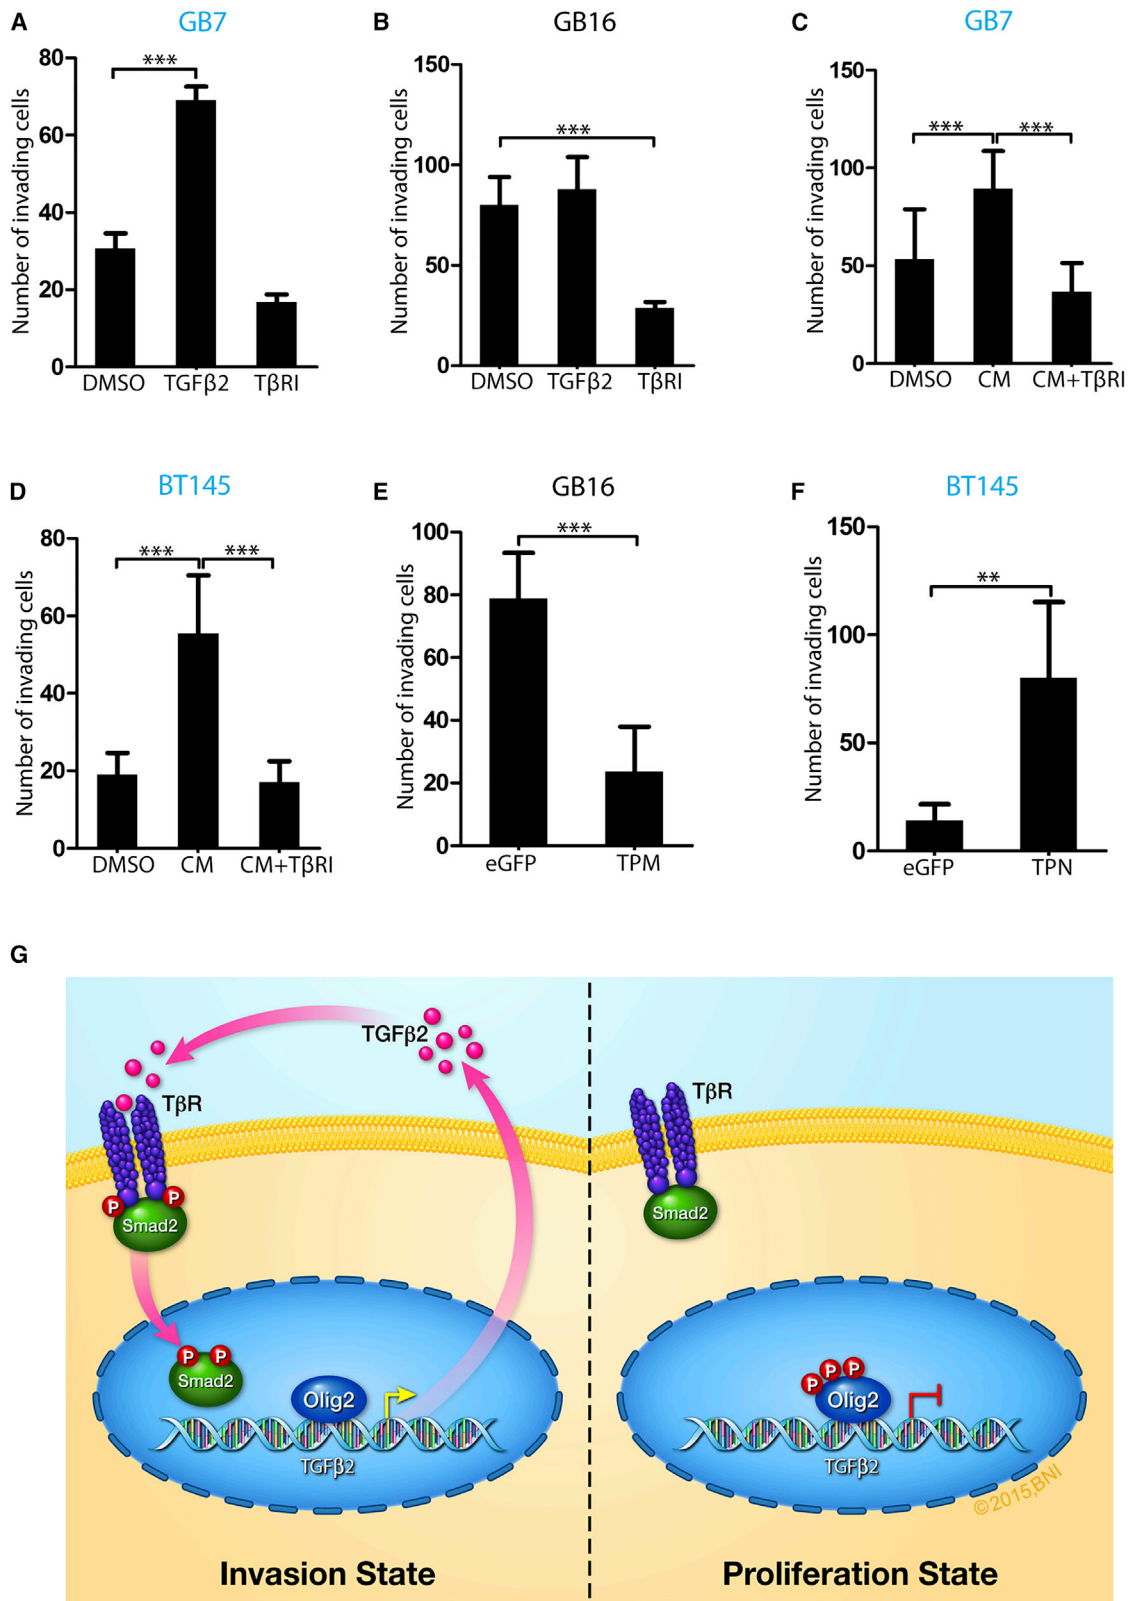 A
GB7
Number of invading cells
80
60
40
20
0
***
DMSO
TGFβ2
TβRI
B
GB16
Number of invading cells
150
100
50
0
***
DMSO
TGFβ2
TβRI
C
GB7
Number of invading cells
150
100
50
0
***
***
DMSO
CM
CM+TβRI
D
BT145
Number of invading cells
80
60
40
20
0
***
***
DMSO
CM
CM+TβRI
E
GB16
Number of invading cells
100
80
60
40
20
0
***
eGFP
TPM
F
BT145
Number of invading cells
150
100
50
0
**
eGFP
TPN
G
TGFβ2
TβR
P
P
Smad2
P
P
Smad2
Olig2
TGFβ2
Invasion State
TβR
Smad2
P
P
P
Olig2
TGFβ2
©2015,BNI
Proliferation State